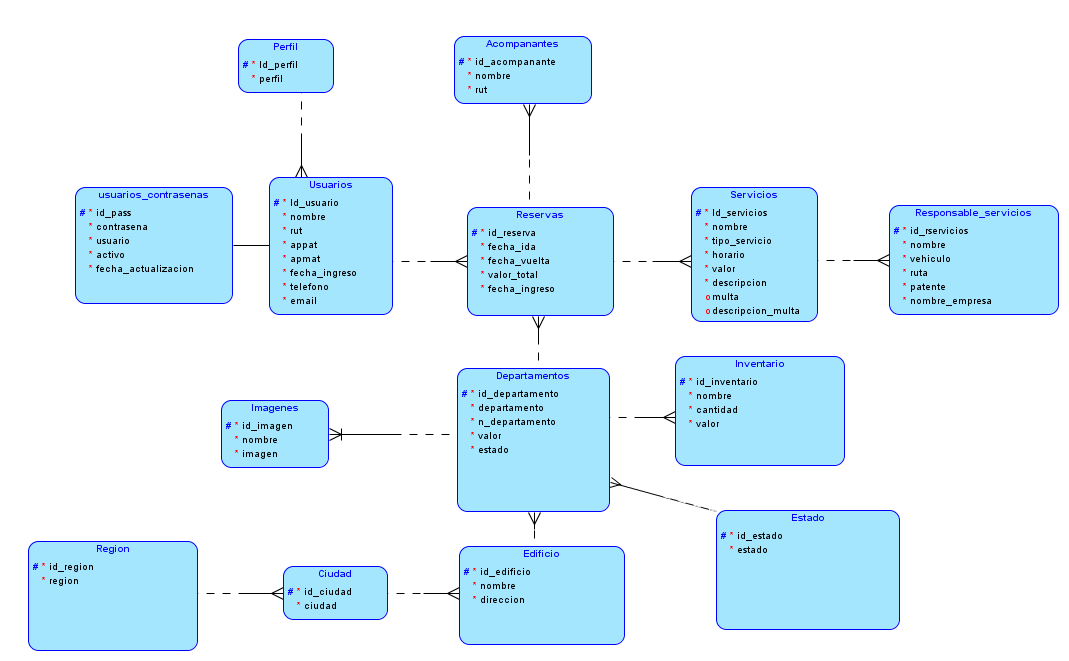 Perfil
# * Id_perfil
* perfil
Acompanantes
# * id_acompanante
* nombre
* rut
usuarios_contrasenas
# * id_pass
* contrasena
* usuario
* activo
* fecha_actualizacion
Usuarios
# * Id_usuario
* nombre
* rut
* appat
* apmat
* fecha_ingreso
* telefono
* email
Reservas
# * id_reserva
* fecha_ida
* fecha_vuelta
* valor_total
* fecha_ingreso
Servicios
# * Id_servicios
* nombre
* tipo_servicio
* horario
* valor
* descripcion
o multa
o descripcion_multa
Responsable_servicios
# * id_rservicios
* nombre
* vehiculo
* ruta
* patente
* nombre_empresa
Imagenes
# * id_imagen
* nombre
* imagen
Departamentos
# * id_departamento
* departamento
* n_departamento
* valor
* estado
Inventario
# * id_inventario
* nombre
* cantidad
* valor
Region
# * id_region
* region
Ciudad
# * id_ciudad
* ciudad
Edificio
# * id_edificio
* nombre
* direccion
Estado
# * id_estado
* estado